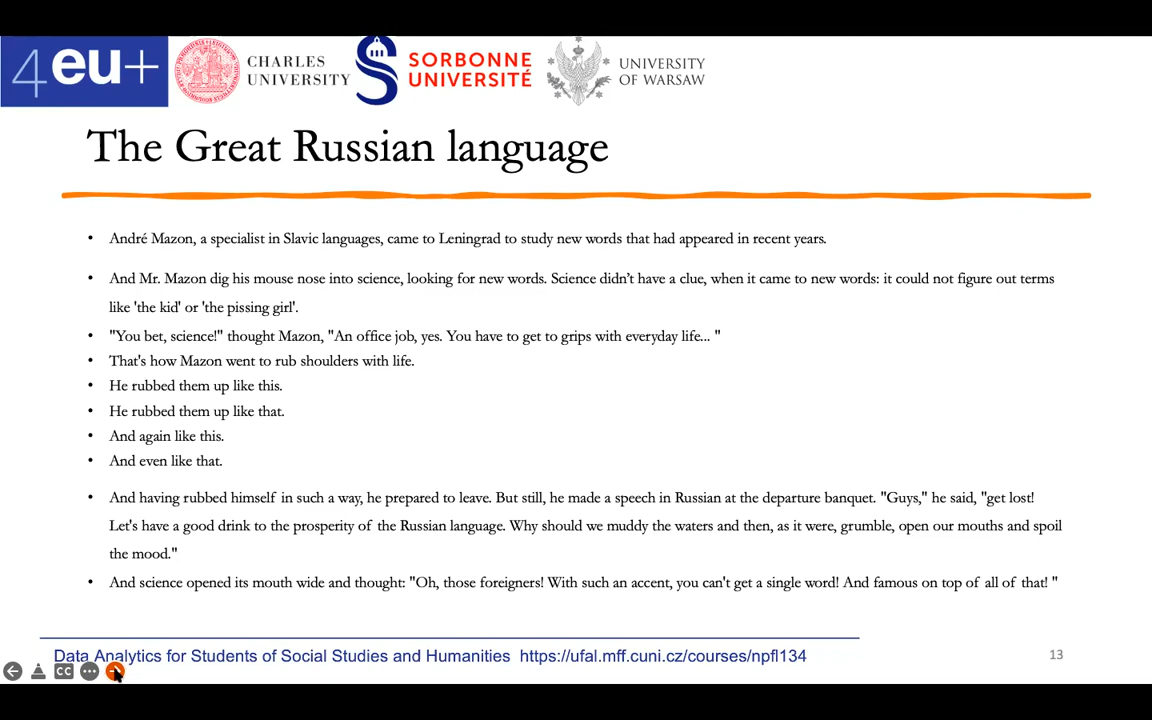 4eu+
CHARLES
UNIVERSITY
SORBONNE
UNIVERSITÉ
UNIVERSITY
OF WARSAW
The Great Russian language
• André Mazon, a specialist in Slavic languages, came to Leningrad to study new words that had appeared in recent years.
• And Mr. Mazon dig his mouse nose into science, looking for new words. Science didn't have a clue, when it came to new words: it could not figure out terms
like 'the kid' or 'the pissing girl'.
• "You bet, science!" thought Mazon, "An office job, yes. You have to get to grips with everyday life... "
• That's how Mazon went to rub shoulders with life.
• He rubbed them up like this.
• He rubbed them up like that.
• And again like this.
• And even like that.
• And having rubbed himself in such a way, he prepared to leave. But still, he made a speech in Russian at the departure banquet. "Guys," he said, "get lost!
Let's have a good drink to the prosperity of the Russian language. Why should we muddy the waters and then, as it were, grumble, open our mouths and spoil
the mood."
• And science opened its mouth wide and thought: "Oh, those foreigners! With such an accent, you can't get a single word! And famous on top of all of that! "
Data Analytics for Students of Social Studies and Humanities https://ufal.mff.cuni.cz/courses/npfl134
13
CC